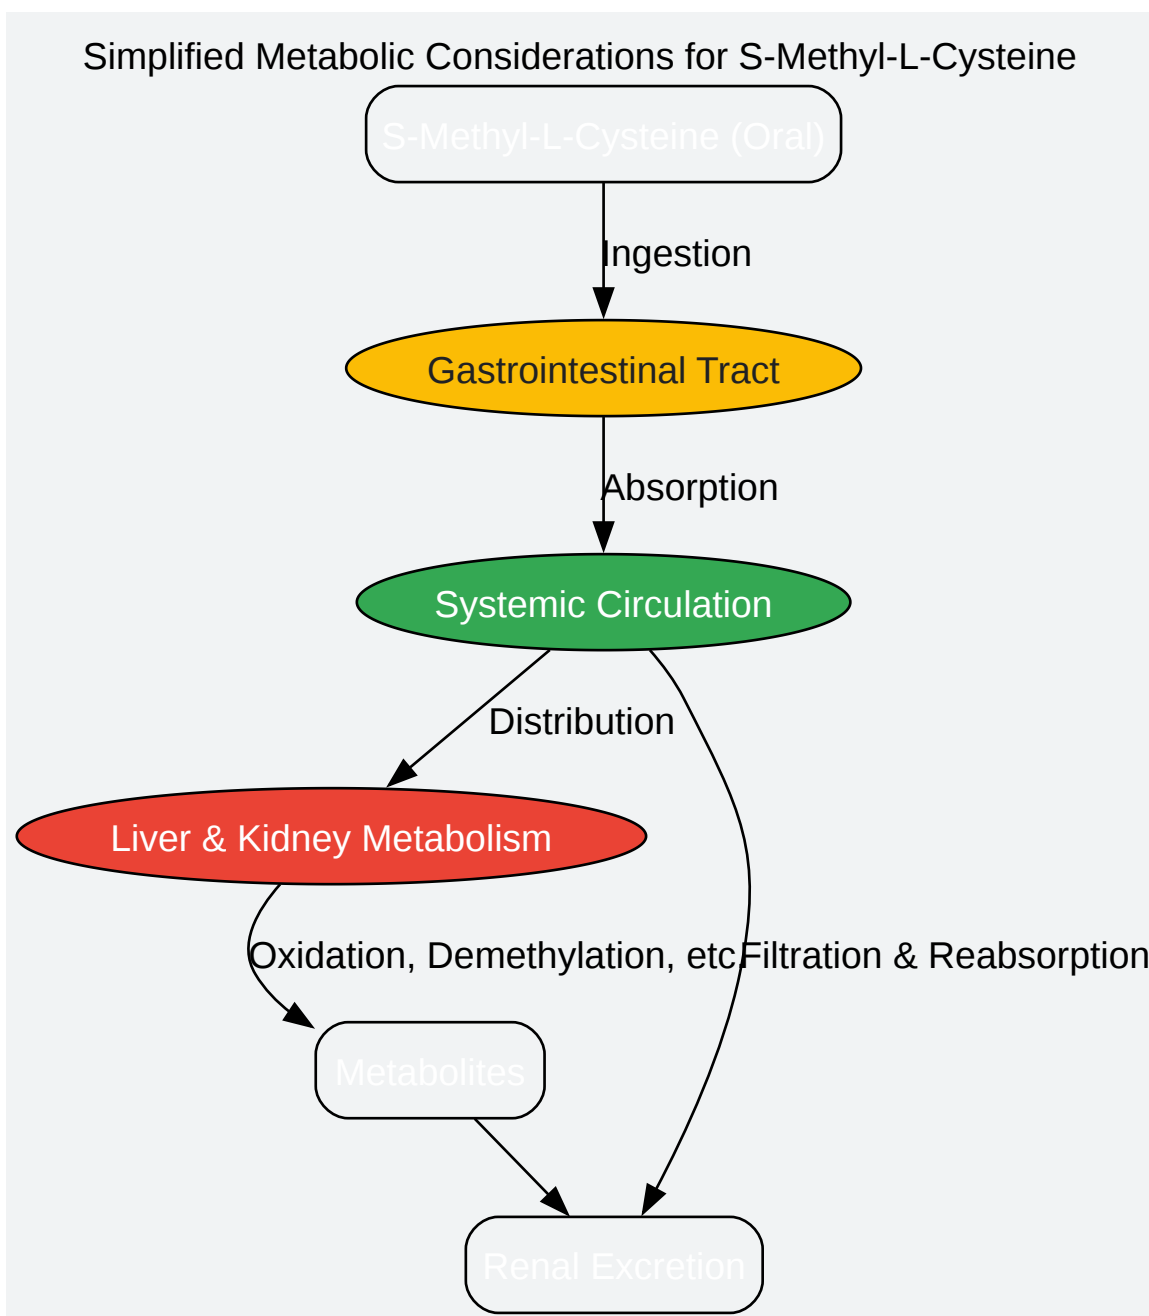 Simplified Metabolic Considerations for S-Methyl-L-Cysteine
S-Methyl-L-Cysteine (Oral)
Ingestion
Gastrointestinal Tract
Absorption
Systemic Circulation
Distribution
Liver & Kidney Metabolism
Oxidation, Demethylation, etc.
Filtration & Reabsorption
Metabolites
Renal Excretion